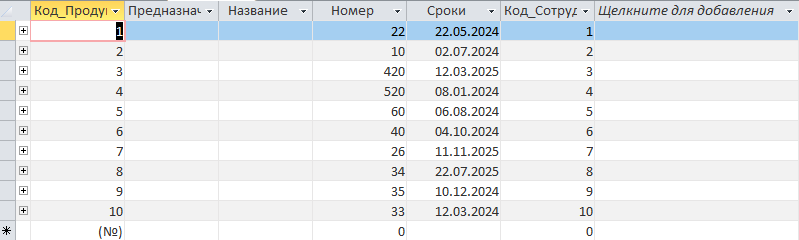 Код_Проду Предназнач Название Номер Сроки Код_Сотруд Щелкните для добавления
1 22 22.05.2024 1
2 10 02.07.2024 2
3 420 12.03.2025 3
4 520 08.01.2024 4
5 60 06.08.2024 5
6 40 04.10.2024 6
7 26 11.11.2025 7
8 34 22.07.2025 8
9 35 10.12.2024 9
10 33 12.03.2024 10
(№) 0 0